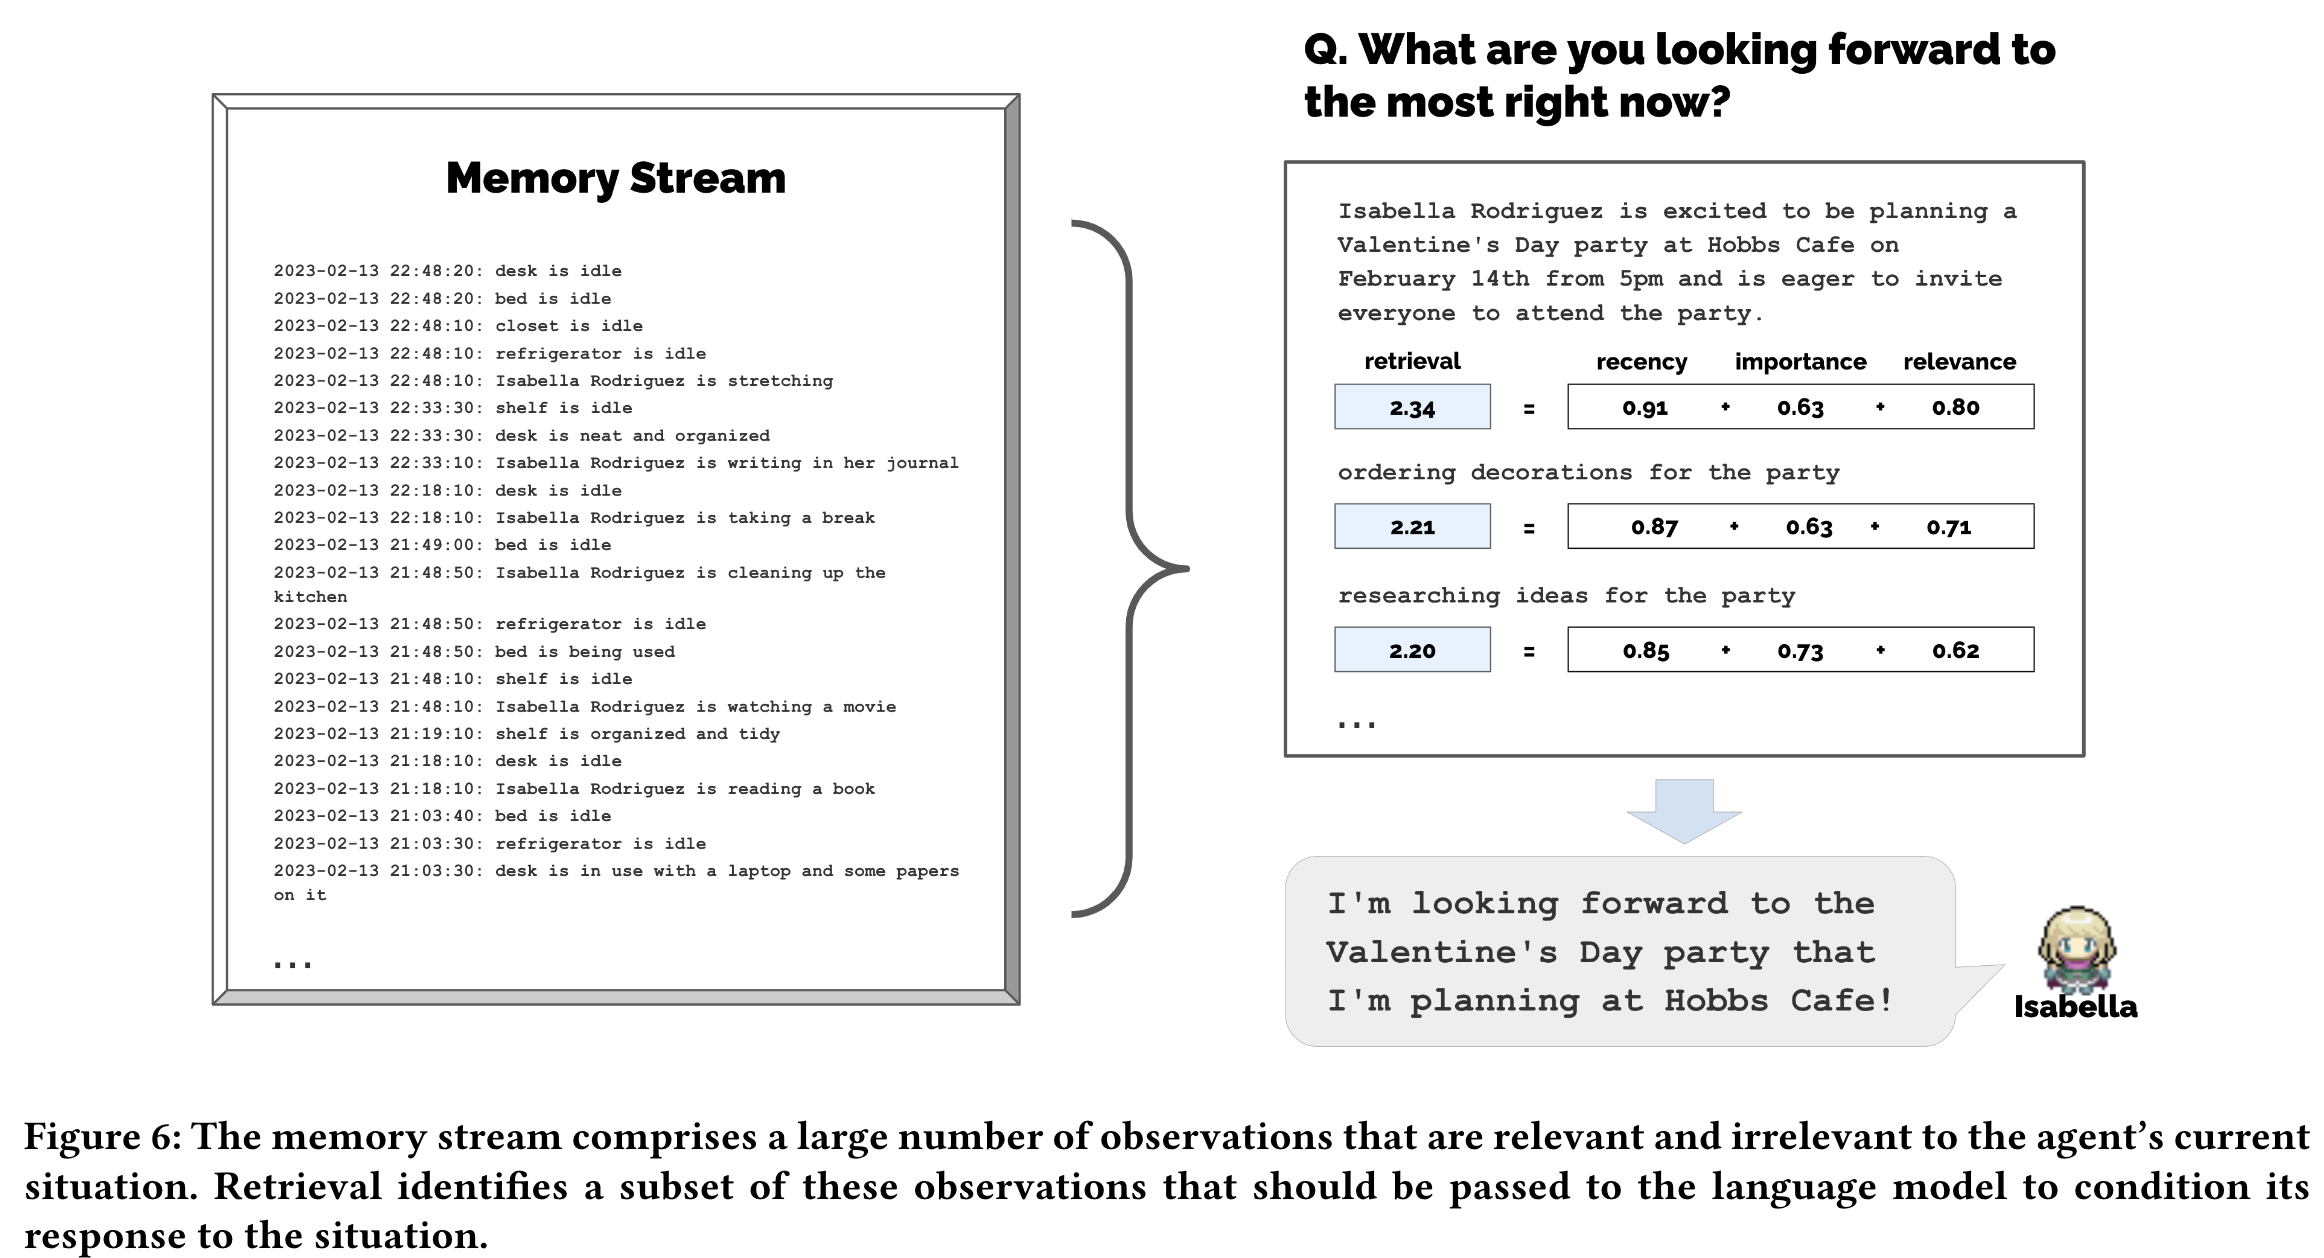 Memory Stream
2023-02-13 22:48:20: desk is idle
2023-02-13 22:48:20: bed is idle
2023-02-13 22:48:10: closet is idle
2023-02-13 22:48:10: refrigerator is idle
2023-02-13 22:48:10: Isabella Rodriguez is stretching
2023-02-13 22:33:30: shelf is idle
2023-02-13 22:33:30: desk is neat and organized
2023-02-13 22:33:10: Isabella Rodriguez is writing in her journal
2023-02-13 22:18:10: desk is idle
2023-02-13 22:18:10: Isabella Rodriguez is taking a break
2023-02-13 21:49:00: bed is idle
2023-02-13 21:48:50: Isabella Rodriguez is cleaning up the
kitchen
2023-02-13 21:48:50: refrigerator is idle
2023-02-13 21:48:50: bed is being used
2023-02-13 21:48:10: shelf is idle
2023-02-13 21:48:10: Isabella Rodriguez is watching a movie
2023-02-13 21:19:10: shelf is organized and tidy
2023-02-13 21:18:10: desk is idle
2023-02-13 21:18:10: Isabella Rodriguez is reading a book
2023-02-13 21:03:40: bed is idle
2023-02-13 21:03:30: refrigerator is idle
2023-02-13 21:03:30: desk is in use with a laptop and some papers
on it
...
Q. What are you looking forward to
the most right now?
Isabella Rodriguez is excited to be planning a
Valentine's Day party at Hobbs Cafe on
February 14th from 5pm and is eager to invite
everyone to attend the party.
retrieval recency importance relevance
2.34 = 0.91 + 0.63 + 0.80
ordering decorations for the party
2.21 = 0.87 + 0.63 + 0.71
researching ideas for the party
2.20 = 0.85 + 0.73 + 0.62
...
I'm looking forward to the
Valentine's Day party that
I'm planning at Hobbs Cafe!
Isabella
Figure 6: The memory stream comprises a large number of observations that are relevant and irrelevant to the agent’s current
situation. Retrieval identifies a subset of these observations that should be passed to the language model to condition its
response to the situation.